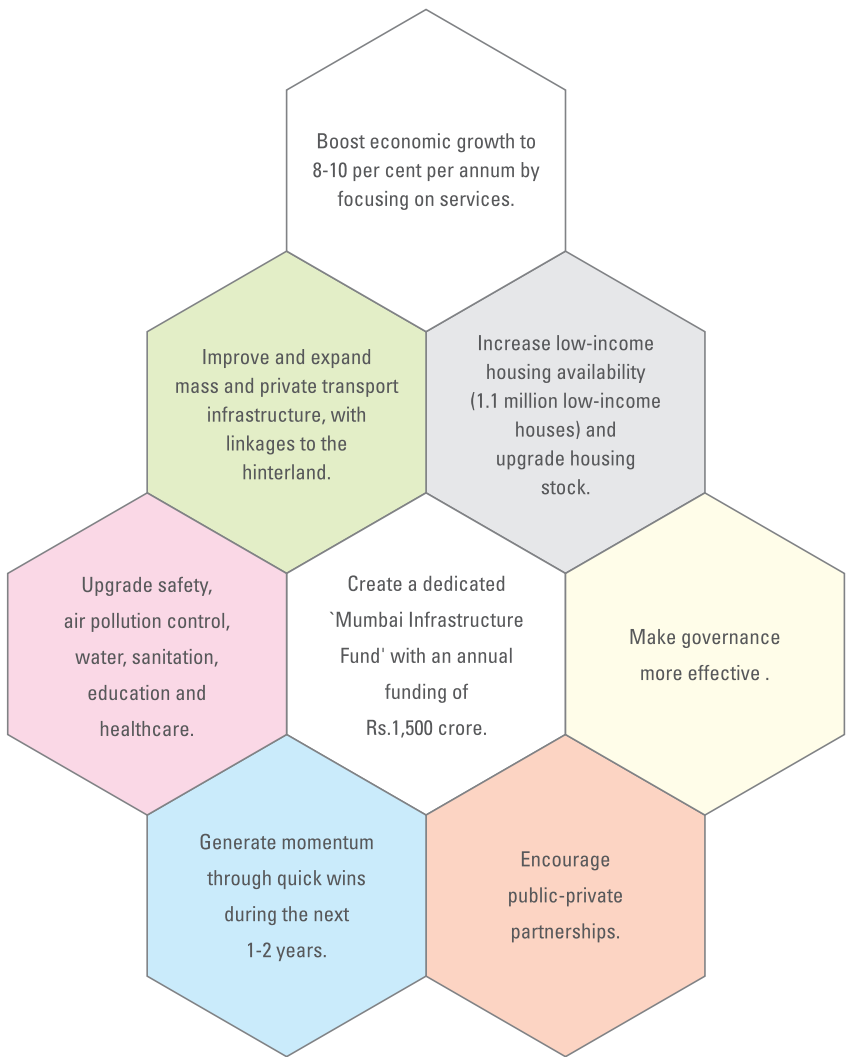 Boost economic growth to
8-10 per cent per annum by
focusing on services.
Improve and expand
mass and private transport
infrastructure, with
linkages to the
hinterland.
Increase low-income
housing availability
(1.1 million low-income
houses) and
upgrade housing
stock.
Upgrade safety,
air pollution control,
water, sanitation,
education and
healthcare.
Create a dedicated
`Mumbai Infrastructure
Fund' with an annual
funding of
Rs.1,500 crore.
Make governance
more effective .
Generate momentum
through quick wins
during the next
1-2 years.
Encourage
public-private
partnerships.